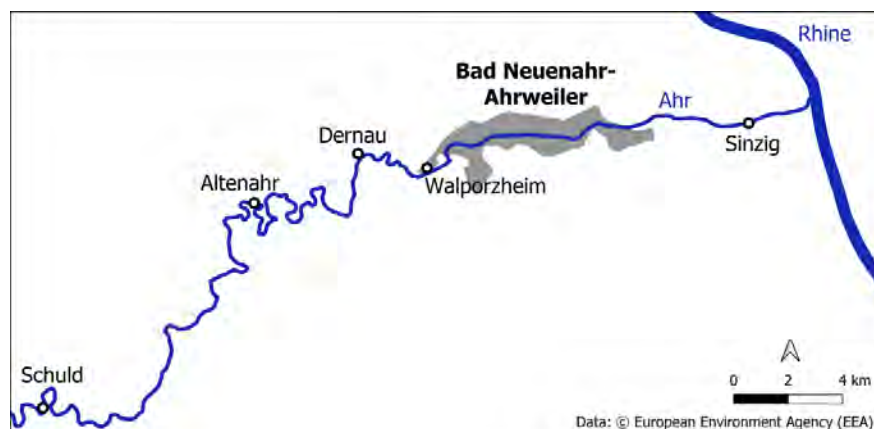 Rhine
Bad Neuenahr-
Ahrweiler
Ahr
Dernau
Sinzig
Walporzheim
Altenahr
Schuld
0 2 4 km
Data: © European Environment Agency (EEA)